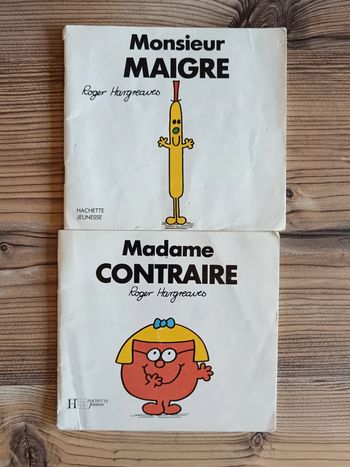 Monsieur
MAIGRE
Roger Hargreaves
HACHETTE
JEUNESSE
Madame
CONTRAIRE
Roger Hargreaves
H HACHETTE
Jeunesse